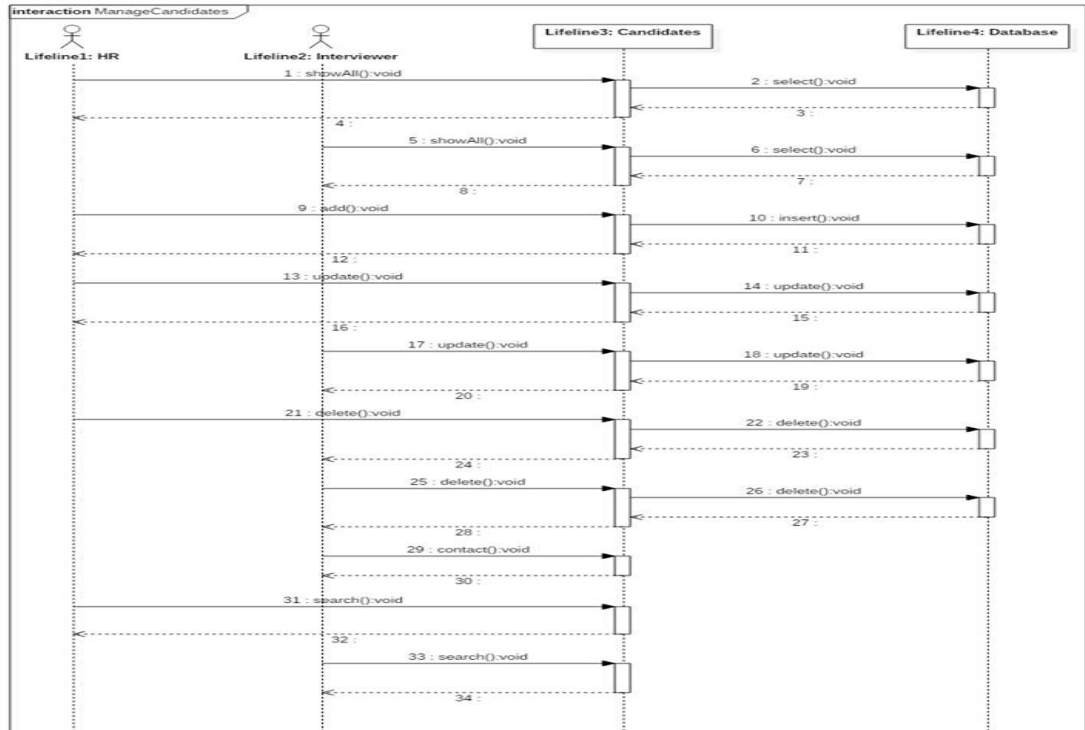 interaction ManageCandidates
Lifeline1: HR
Lifeline2: Interviewer
Lifeline3: Candidates
Lifeline4: Database
1 : showAll():void
2 : select():void
3 :
4 :
5 : showAll():void
6 : select():void
7 :
8 :
9 : add():void
10 : insert():void
11 :
12 :
13 : update():void
14 : update():void
15 :
16 :
17 : update():void
18 : update():void
19 :
20 :
21 : delete():void
22 : delete():void
23 :
24 :
25 : delete():void
26 : delete():void
27 :
28 :
29 : contact():void
30 :
31 : search():void
32 :
33 : search():void
34 :